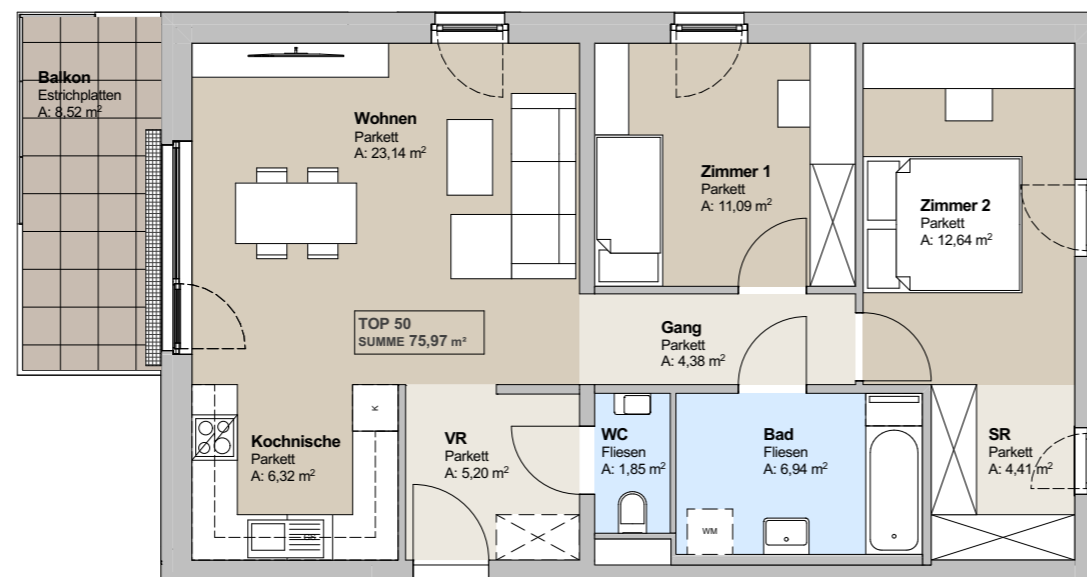 Balkon
Estrichplatten
A: 8,52 m²
Wohnen
Parkett
A: 23,14 m²
Zimmer 1
Parkett
A: 11,09 m²
Zimmer 2
Parkett
A: 12,64 m²
TOP 50
SUMME 75,97 m²
Gang
Parkett
A: 4,38 m²
K
Kochnische
Parkett
A: 6,32 m²
VR
Parkett
A: 5,20 m²
WC
Fliesen
A: 1,85 m²
Bad
Fliesen
A: 6,94 m²
SR
Parkett
A: 4,41 m²
WM